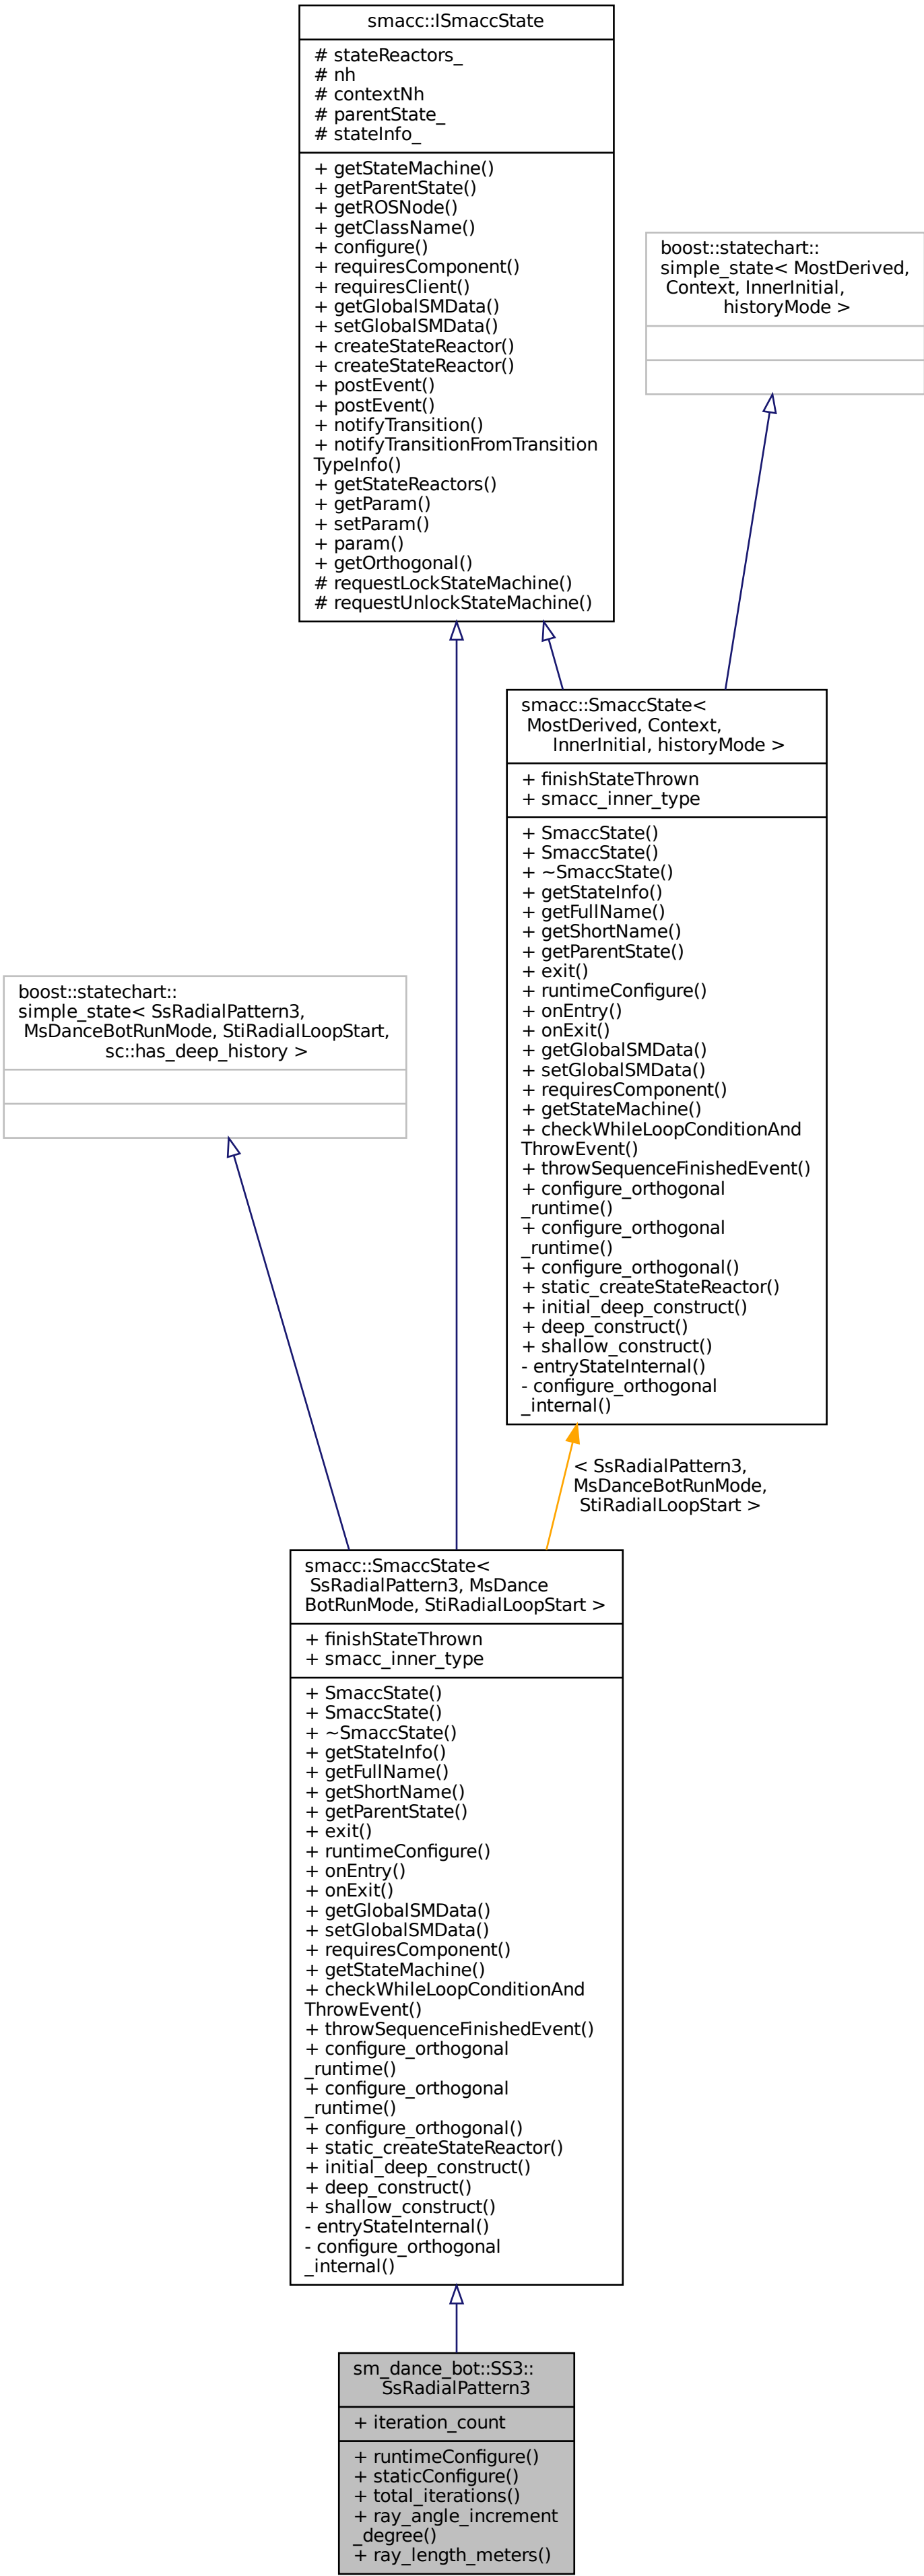 smacc::ISmaccState
# stateReactors_
# nh
# contextNh
# parentState_
# stateInfo_
+ getStateMachine()
+ getParentState()
+ getROSNode()
+ getClassName()
+ configure()
+ requiresComponent()
+ requiresClient()
+ getGlobalSMData()
+ setGlobalSMData()
+ createStateReactor()
+ createStateReactor()
+ postEvent()
+ postEvent()
+ notifyTransition()
+ notifyTransitionFromTransition
TypeInfo()
+ getStateReactors()
+ getParam()
+ setParam()
+ param()
+ getOrthogonal()
# requestLockStateMachine()
# requestUnlockStateMachine()
boost::statechart::
simple_state< MostDerived,
Context, InnerInitial,
historyMode >
smacc::SmaccState<
MostDerived, Context,
InnerInitial, historyMode >
+ finishStateThrown
+ smacc_inner_type
+ SmaccState()
+ SmaccState()
+ ~SmaccState()
+ getStateInfo()
+ getFullName()
+ getShortName()
+ getParentState()
+ exit()
+ runtimeConfigure()
+ onEntry()
+ onExit()
+ getGlobalSMData()
+ setGlobalSMData()
+ requiresComponent()
+ getStateMachine()
+ checkWhileLoopConditionAnd
ThrowEvent()
+ throwSequenceFinishedEvent()
+ configure_orthogonal
_runtime()
+ configure_orthogonal
_runtime()
+ configure_orthogonal()
+ static_createStateReactor()
+ initial_deep_construct()
+ deep_construct()
+ shallow_construct()
- entryStateInternal()
- configure_orthogonal
_internal()
boost::statechart::
simple_state< SsRadialPattern3,
MsDanceBotRunMode, StiRadialLoopStart,
sc::has_deep_history >
< SsRadialPattern3,
MsDanceBotRunMode,
StiRadialLoopStart >
smacc::SmaccState<
SsRadialPattern3, MsDance
BotRunMode, StiRadialLoopStart >
+ finishStateThrown
+ smacc_inner_type
+ SmaccState()
+ SmaccState()
+ ~SmaccState()
+ getStateInfo()
+ getFullName()
+ getShortName()
+ getParentState()
+ exit()
+ runtimeConfigure()
+ onEntry()
+ onExit()
+ getGlobalSMData()
+ setGlobalSMData()
+ requiresComponent()
+ getStateMachine()
+ checkWhileLoopConditionAnd
ThrowEvent()
+ throwSequenceFinishedEvent()
+ configure_orthogonal
_runtime()
+ configure_orthogonal
_runtime()
+ configure_orthogonal()
+ static_createStateReactor()
+ initial_deep_construct()
+ deep_construct()
+ shallow_construct()
- entryStateInternal()
- configure_orthogonal
_internal()
sm_dance_bot::SS3::
SsRadialPattern3
+ iteration_count
+ runtimeConfigure()
+ staticConfigure()
+ total_iterations()
+ ray_angle_increment
_degree()
+ ray_length_meters()